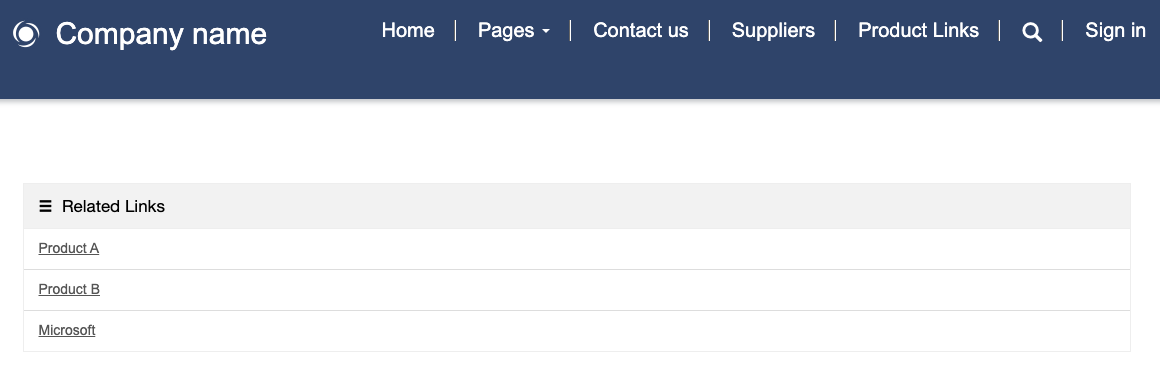 Company name
Home
Pages
Contact us
Suppliers
Product Links
Sign in
Related Links
Product A
Product B
Microsoft